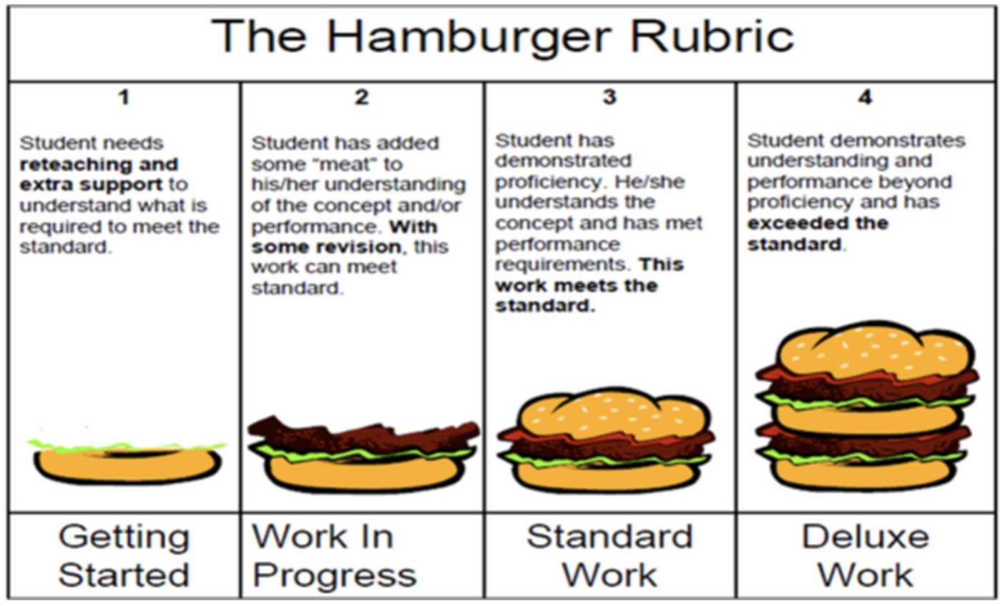 The Hamburger Rubric
1
Student needs
reteaching and
extra support to
understand what is
required to meet the
standard.
Getting
Started
2
Student has added
some "meat" to
his/her understanding
of the concept and/or
performance. With
some revision, this
work can meet
standard.
Work In
Progress
3
Student has
demonstrated
proficiency. He/she
understands the
concept and has met
performance
requirements. This
work meets the
standard.
Standard
Work
4
Student demonstrates
understanding and
performance beyond
proficiency and has
exceeded the
standard.
Deluxe
Work